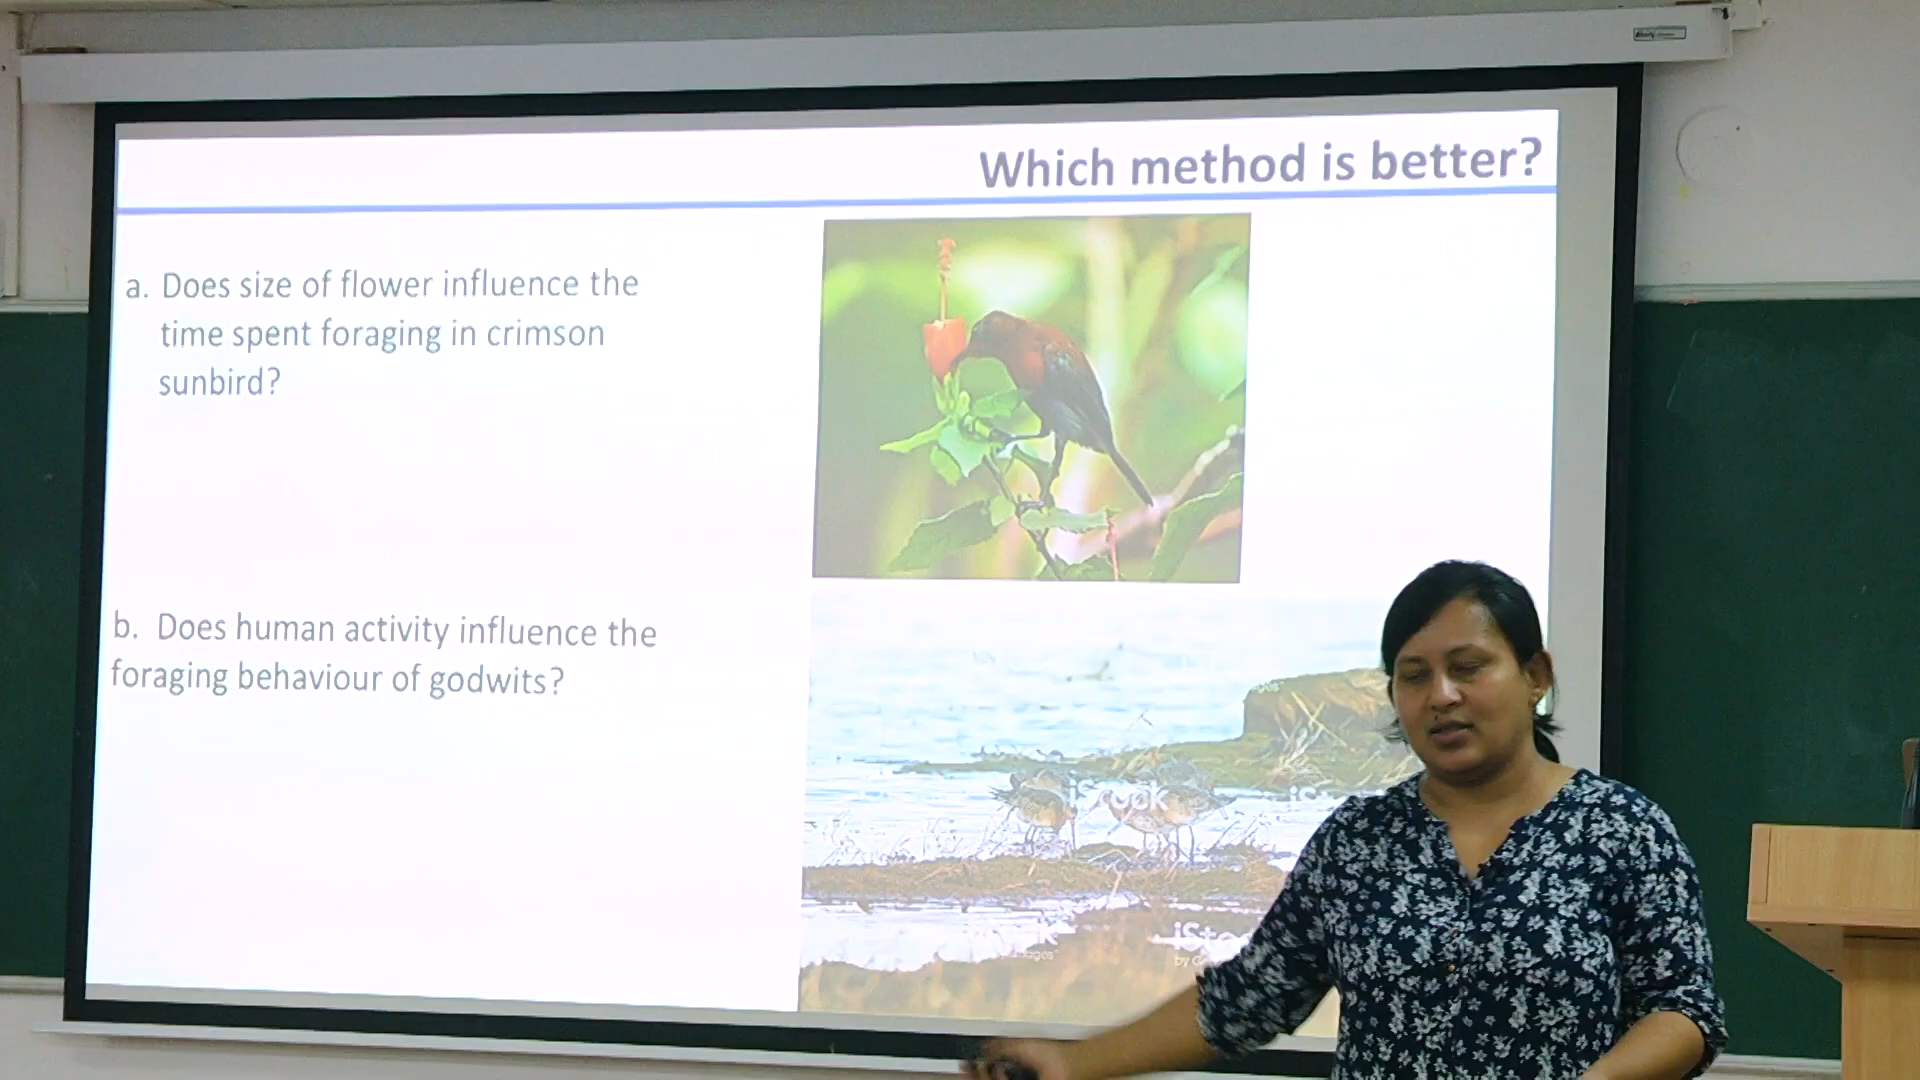 Which method is better?
a. Does size of flower influence the
time spent foraging in crimson
sunbird?
b. Does human activity influence the
foraging behaviour of godwits?
iStock